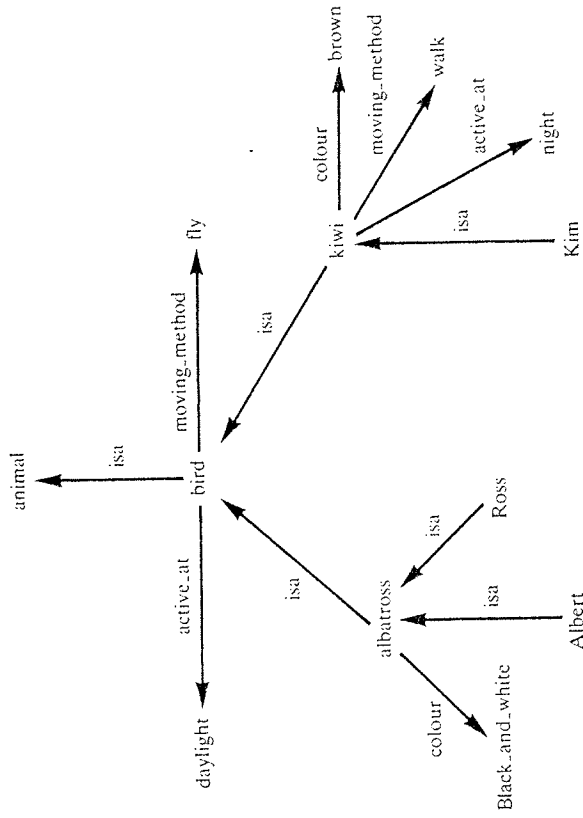 animal
isa
active_at
moving_method
daylight
bird
fly
isa
isa
colour
brown
albatross
kiwi
moving_method
walk
colour
isa
isa
isa
active_at
Black_and_white
Ross
night
Albert
Kim